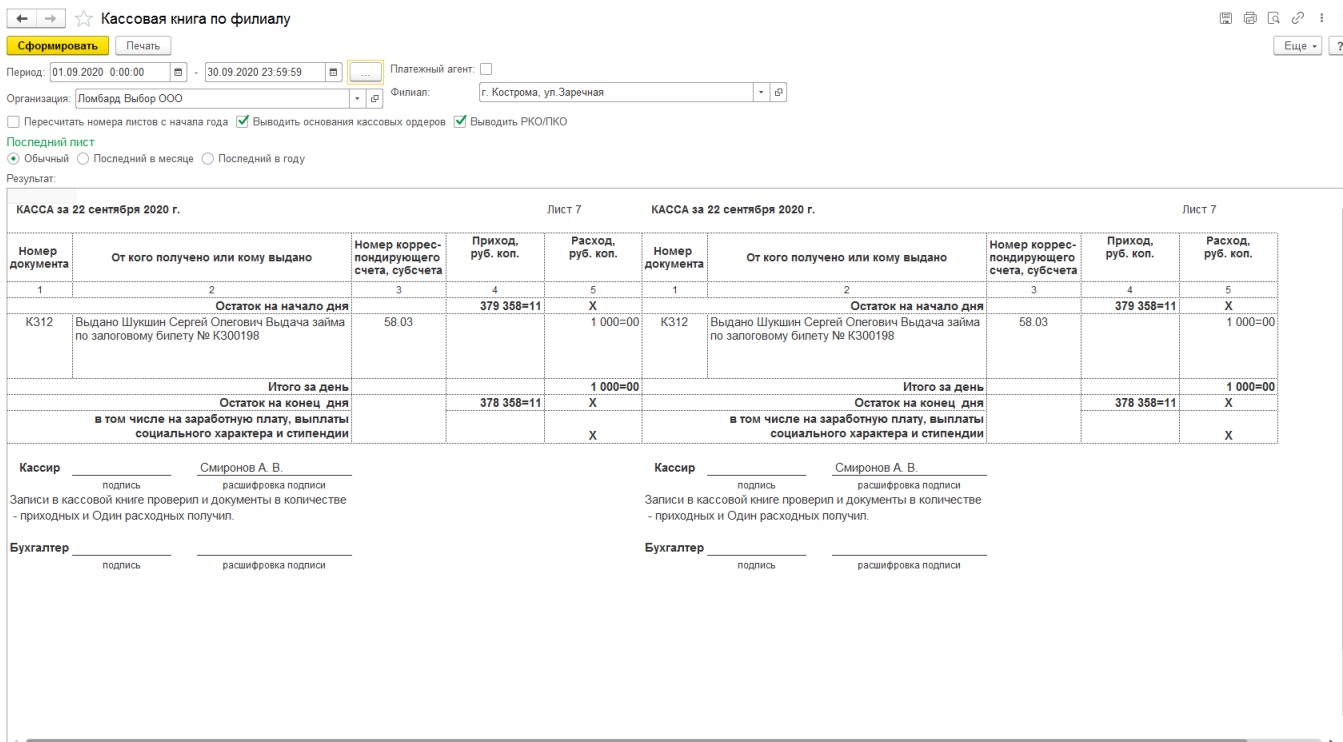 Кассовая книга по филиалу
Сформировать Печать Еще ?
Период: 01.09.2020 0:00:00 - 30.09.2020 23:59:59 ... Платежный агент:
Организация: Ломбард Выбор ООО Филиал: г. Кострома, ул.Заречная
Пересчитать номера листов с начала года Выводить основания кассовых ордеров Выводить РКО/ПКО
Последний лист
Обычный Последний в месяце Последний в году
Результат:
КАССА за 22 сентября 2020 г. Лист 7 КАССА за 22 сентября 2020 г. Лист 7
Номер документа От кого получено или кому выдано Номер коррес-пондирующего счета, субсчета Приход, руб. коп. Расход, руб. коп. Номер документа От кого получено или кому выдано Номер коррес-пондирующего счета, субсчета Приход, руб. коп. Расход, руб. коп.
1 2 3 4 5 1 2 3 4 5
Остаток на начало дня 379 358=11 X Остаток на начало дня 379 358=11 X
К312 Выдано Шукшин Сергей Олегович Выдача займа 58.03 1 000=00 К312 Выдано Шукшин Сергей Олегович Выдача займа 58.03 1 000=00
по залоговому билету № К300198 по залоговому билету № К300198
Итого за день 1 000=00 Итого за день 1 000=00
Остаток на конец дня 378 358=11 X Остаток на конец дня 378 358=11 X
в том числе на заработную плату, выплаты в том числе на заработную плату, выплаты
социального характера и стипендии X социального характера и стипендии X
Кассир Смиронов А. В. Кассир Смиронов А. В.
подпись расшифровка подписи подпись расшифровка подписи
Записи в кассовой книге проверил и документы в количестве Записи в кассовой книге проверил и документы в количестве
- приходных и Один расходных получил. - приходных и Один расходных получил.
Бухгалтер Бухгалтер
подпись расшифровка подписи подпись расшифровка подписи